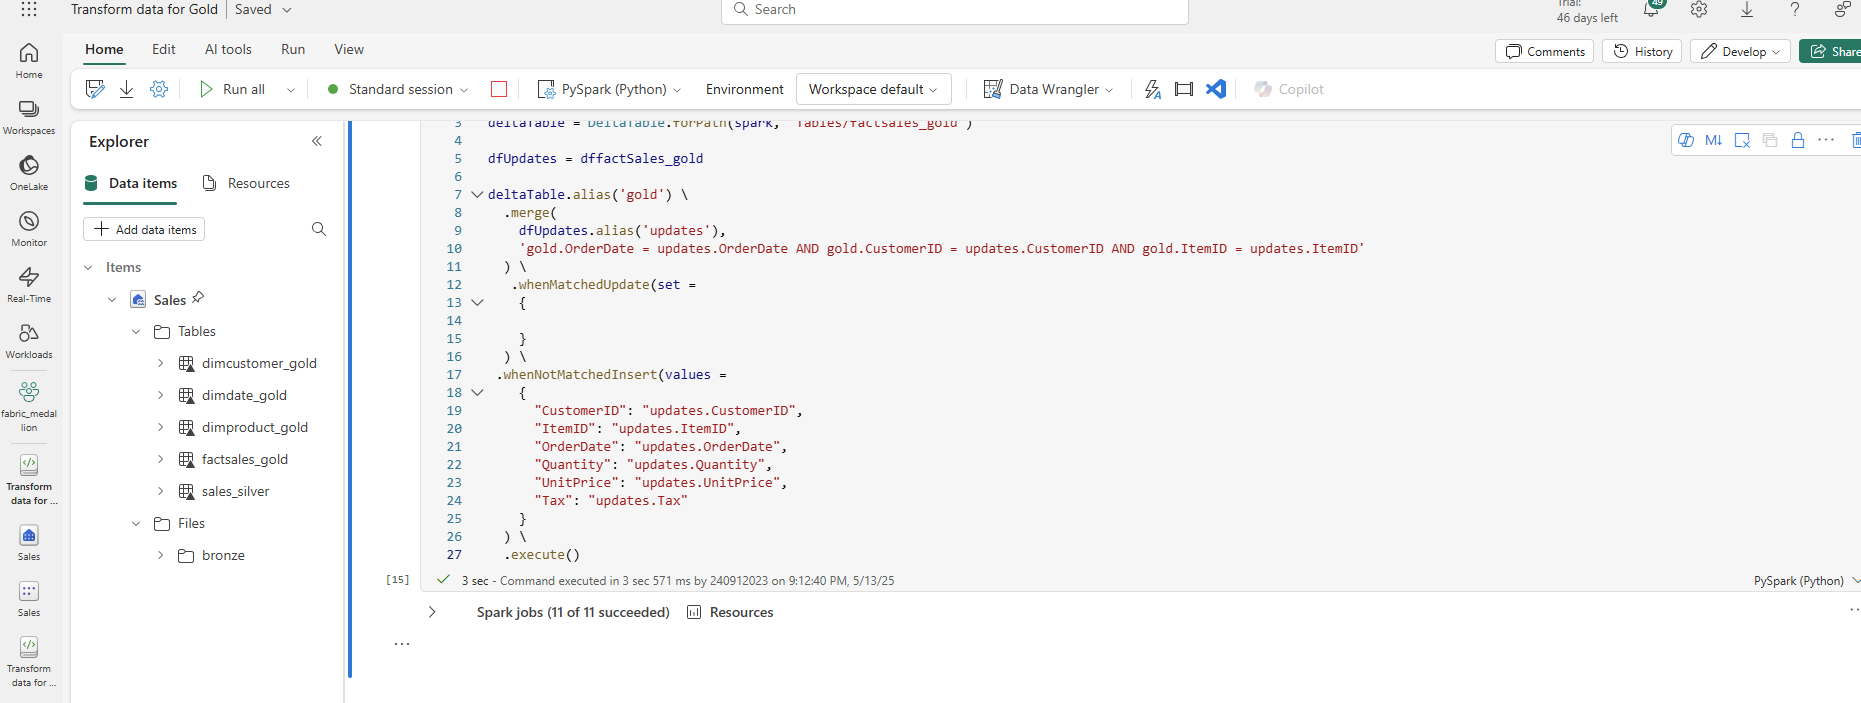 Transform data for Gold
Saved
Search
Trial:
46 days left
49
Home
Edit
AI tools
Run
View
Comments
History
Develop
Share
Run all
Standard session
PySpark (Python)
Environment
Workspace default
Data Wrangler
Copilot
Home
Workspaces
OneLake
Monitor
Real-Time
Workloads
fabric_medal
lion
Transform
data for ...
Sales
Sales
Transform
data for ...
Explorer
Data items
Resources
Add data items
Items
Sales
Tables
dimcustomer_gold
dimdate_gold
dimproduct_gold
factsales_gold
sales_silver
Files
bronze
3 deltaTable = DeltaTable.forPath(spark, 'Tables/factsales_gold')
4
5 dfUpdates = dffactSales_gold
6
7 deltaTable.alias('gold') \
8 .merge(
9 dfUpdates.alias('updates'),
10 'gold.OrderDate = updates.OrderDate AND gold.CustomerID = updates.CustomerID AND gold.ItemID = updates.ItemID'
11 ) \
12 .whenMatchedUpdate(set =
13 {
14
15 }
16 ) \
17 .whenNotMatchedInsert(values =
18 {
19 "CustomerID": "updates.CustomerID",
20 "ItemID": "updates.ItemID",
21 "OrderDate": "updates.OrderDate",
22 "Quantity": "updates.Quantity",
23 "UnitPrice": "updates.UnitPrice",
24 "Tax": "updates.Tax"
25 }
26 ) \
27 .execute()
M↓
[15]
3 sec - Command executed in 3 sec 571 ms by 240912023 on 9:12:40 PM, 5/13/25
PySpark (Python)
Spark jobs (11 of 11 succeeded)
Resources
...